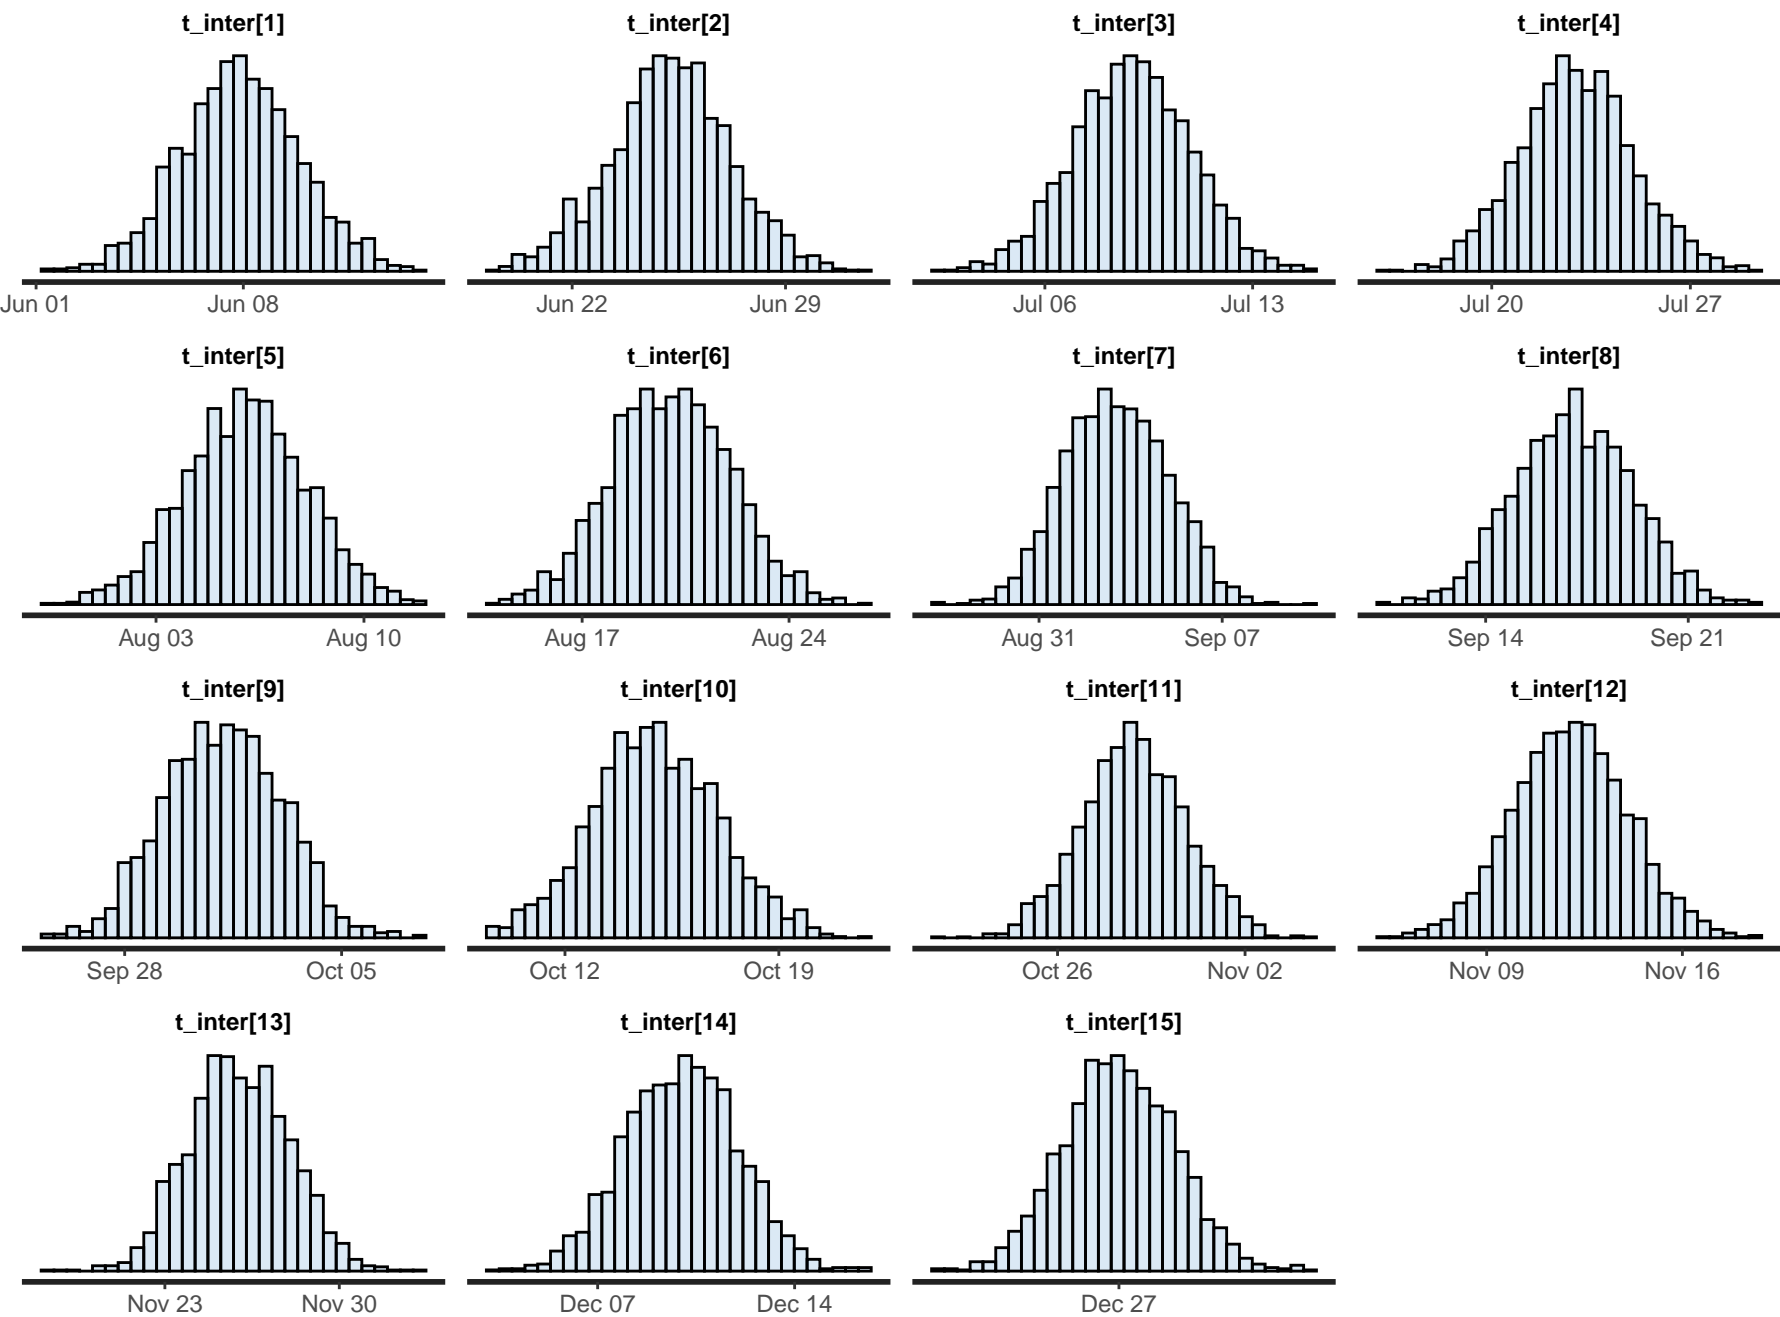 t_inter[1] t_inter[2] t_inter[3] t_inter[4]
Jun 01 Jun 08 Jun 22 Jun 29 Jul 06 Jul 13 Jul 20 Jul 27
t_inter[5] t_inter[6] t_inter[7] t_inter[8]
Aug 03 Aug 10 Aug 17 Aug 24 Aug 31 Sep 07 Sep 14 Sep 21
t_inter[9] t_inter[10] t_inter[11] t_inter[12]
Sep 28 Oct 05 Oct 12 Oct 19 Oct 26 Nov 02 Nov 09 Nov 16
t_inter[13] t_inter[14] t_inter[15]
Nov 23 Nov 30 Dec 07 Dec 14 Dec 27